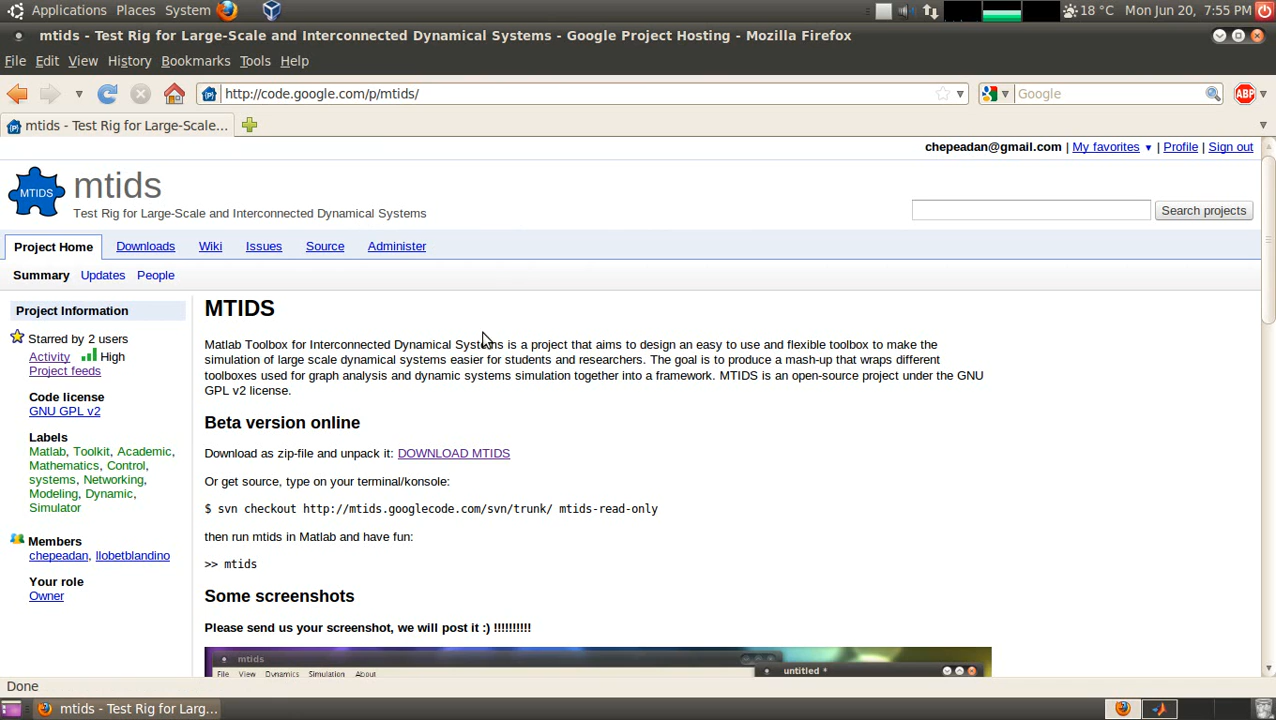 Applications Places System 18 °C Mon Jun 20, 7:55 PM
mtids - Test Rig for Large-Scale and Interconnected Dynamical Systems - Google Project Hosting - Mozilla Firefox
File Edit View History Bookmarks Tools Help
http://code.google.com/p/mtids/ Google ABP
mtids - Test Rig for Large-Scale...
chepeadan@gmail.com | My favorites ▼ | Profile | Sign out
MTIDS mtids
Test Rig for Large-Scale and Interconnected Dynamical Systems
Search projects
Project Home Downloads Wiki Issues Source Administer
Summary Updates People
Project Information
Starred by 2 users
Activity High
Project feeds
Code license
GNU GPL v2
Labels
Matlab, Toolkit, Academic,
Mathematics, Control,
systems, Networking,
Modeling, Dynamic,
Simulator
Members
chepeadan, llobetblandino
Your role
Owner
MTIDS
Matlab Toolbox for Interconnected Dynamical Systems is a project that aims to design an easy to use and flexible toolbox to make the
simulation of large scale dynamical systems easier for students and researchers. The goal is to produce a mash-up that wraps different
toolboxes used for graph analysis and dynamic systems simulation together into a framework. MTIDS is an open-source project under the GNU
GPL v2 license.
Beta version online
Download as zip-file and unpack it: DOWNLOAD MTIDS
Or get source, type on your terminal/konsole:
$ svn checkout http://mtids.googlecode.com/svn/trunk/ mtids-read-only
then run mtids in Matlab and have fun:
>> mtids
Some screenshots
Please send us your screenshot, we will post it :) !!!!!!!!!!
mtids
File View Dynamics Simulation About
untitled *
Done
mtids - Test Rig for Larg...